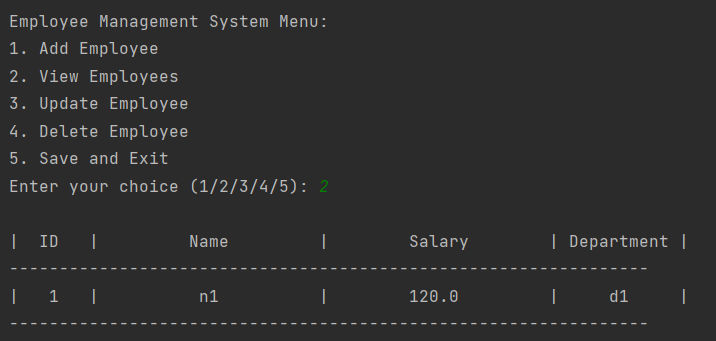 Employee Management System Menu:
1. Add Employee
2. View Employees
3. Update Employee
4. Delete Employee
5. Save and Exit
Enter your choice (1/2/3/4/5): 2
|  ID   |         Name         |        Salary        | Department |
----------------------------------------------------------------
|   1   |          n1          |        120.0         |     d1     |
----------------------------------------------------------------